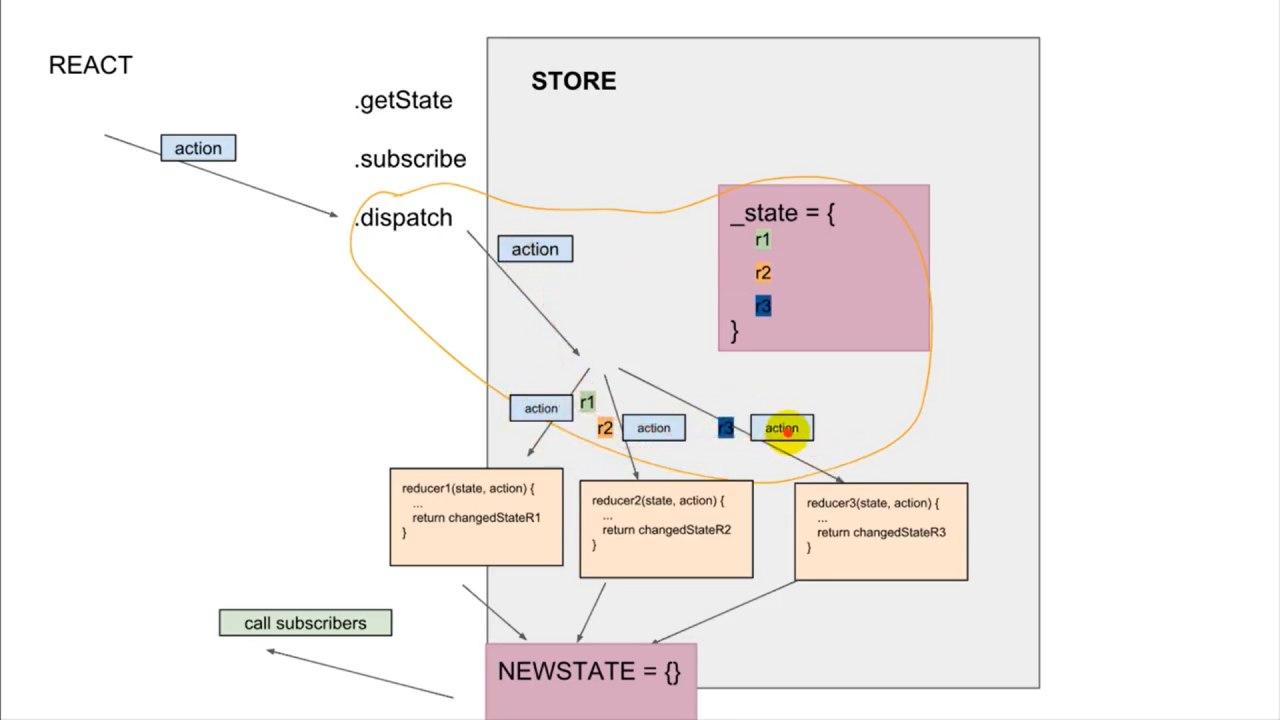 REACT
STORE
.getState
action
.subscribe
.dispatch
action
_state = {
r1
r2
r3
}
action
r1
r2
action
r3
action
reducer1(state, action) {
...
return changedStateR1
}
reducer2(state, action) {
...
return changedStateR2
}
reducer3(state, action) {
...
return changedStateR3
}
call subscribers
NEWSTATE = {}